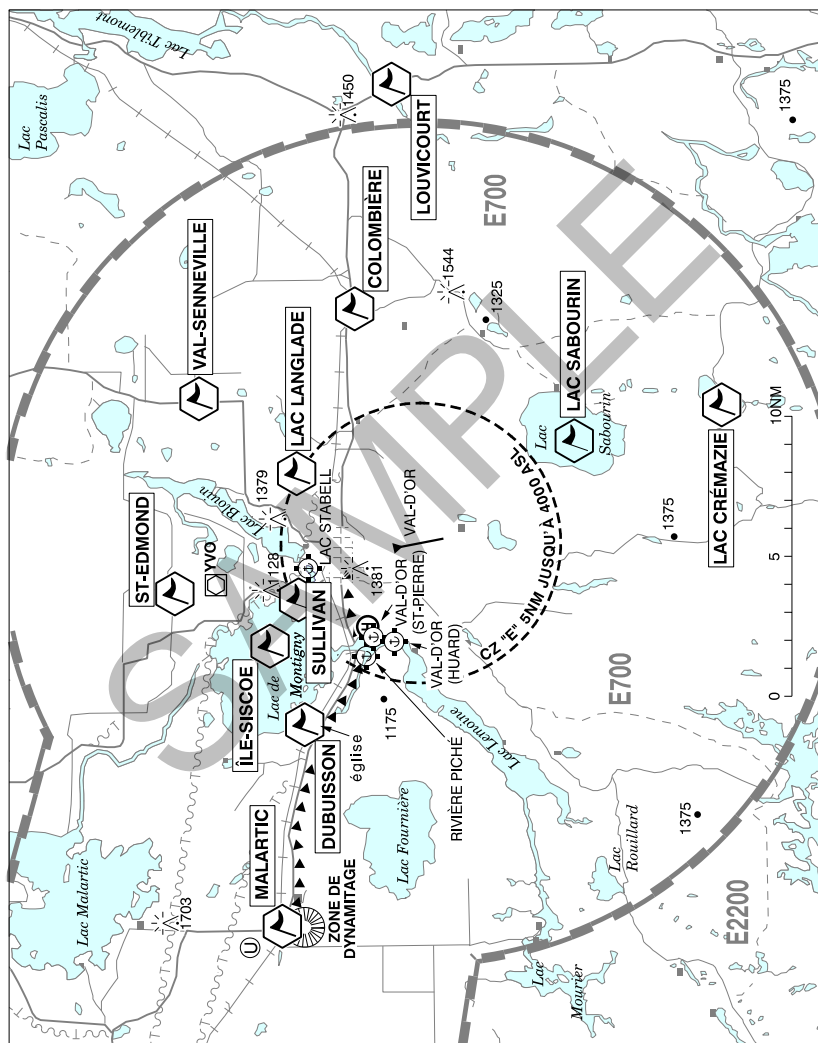 Lac Tiblemont
Lac
Pascalis
1450
LOUVICOURT
1375
E700
VAL-SENNEVILLE
COLOMBIÈRE
1544
1325
LAC LANGLADE
LAC SABOURIN
Lac
Sabourin
LAC CRÉMAZIE
10NM
5
0
ST-EDMOND
YVO
Lac Blouin
1379
LAC STABELL
VAL-D'OR
128
SULLIVAN
1381
VAL-D'OR
(ST-PIERRE)
VAL-D'OR
(HUARD)
H
CZ "E" 5NM JUSQU'À 4000 ASL
1375
ÎLE-SISCOE
Lac de
Montigny
DUBUISSON
église
1175
RIVIÈRE PICHÉ
Lac Lemoine
E700
MALARTIC
U
ZONE DE
DYNAMITAGE
Lac Fournière
Lac Malartic
1703
Lac
Rouillard
1375
E2200
Lac
Mourier
SAMPLE